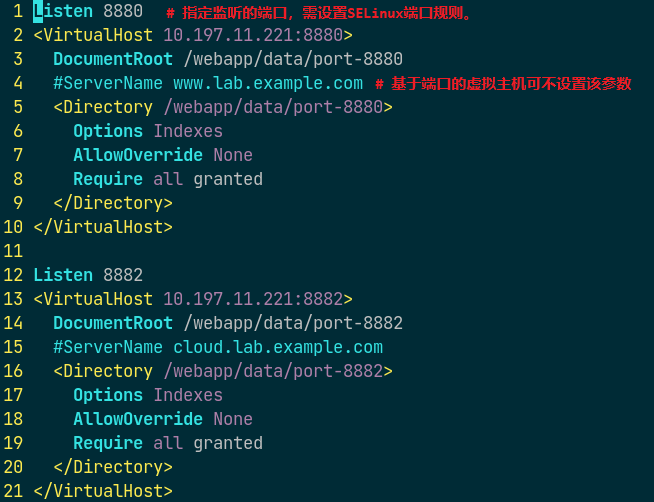 1 Listen 8880 # 指定监听的端口，需设置SELinux端口规则。
2 <VirtualHost 10.197.11.221:8880>
3 DocumentRoot /webapp/data/port-8880
4 #ServerName www.lab.example.com # 基于端口的虚拟主机可不设置该参数
5 <Directory /webapp/data/port-8880>
6 Options Indexes
7 AllowOverride None
8 Require all granted
9 </Directory>
10 </VirtualHost>
11
12 Listen 8882
13 <VirtualHost 10.197.11.221:8882>
14 DocumentRoot /webapp/data/port-8882
15 #ServerName cloud.lab.example.com
16 <Directory /webapp/data/port-8882>
17 Options Indexes
18 AllowOverride None
19 Require all granted
20 </Directory>
21 </VirtualHost>